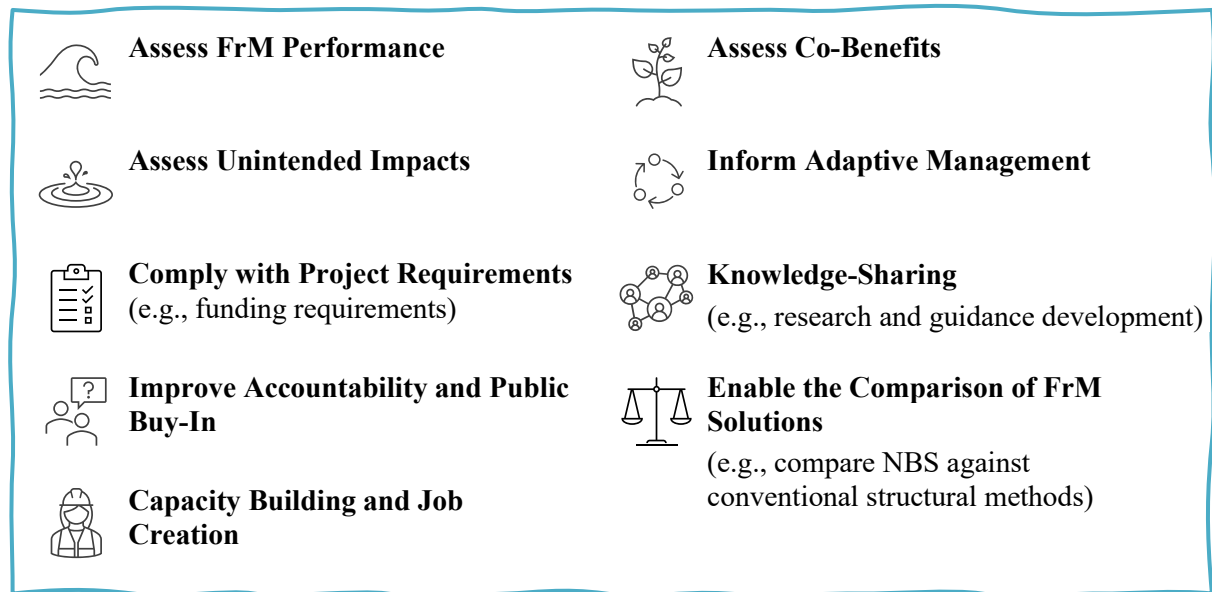 Assess FrM Performance
Assess Unintended Impacts
Comply with Project Requirements
(e.g., funding requirements)
?
Improve Accountability and Public
Buy-In
Capacity Building and Job
Creation
Assess Co-Benefits
Inform Adaptive Management
Knowledge-Sharing
(e.g., research and guidance development)
Enable the Comparison of FrM
Solutions
(e.g., compare NBS against
conventional structural methods)